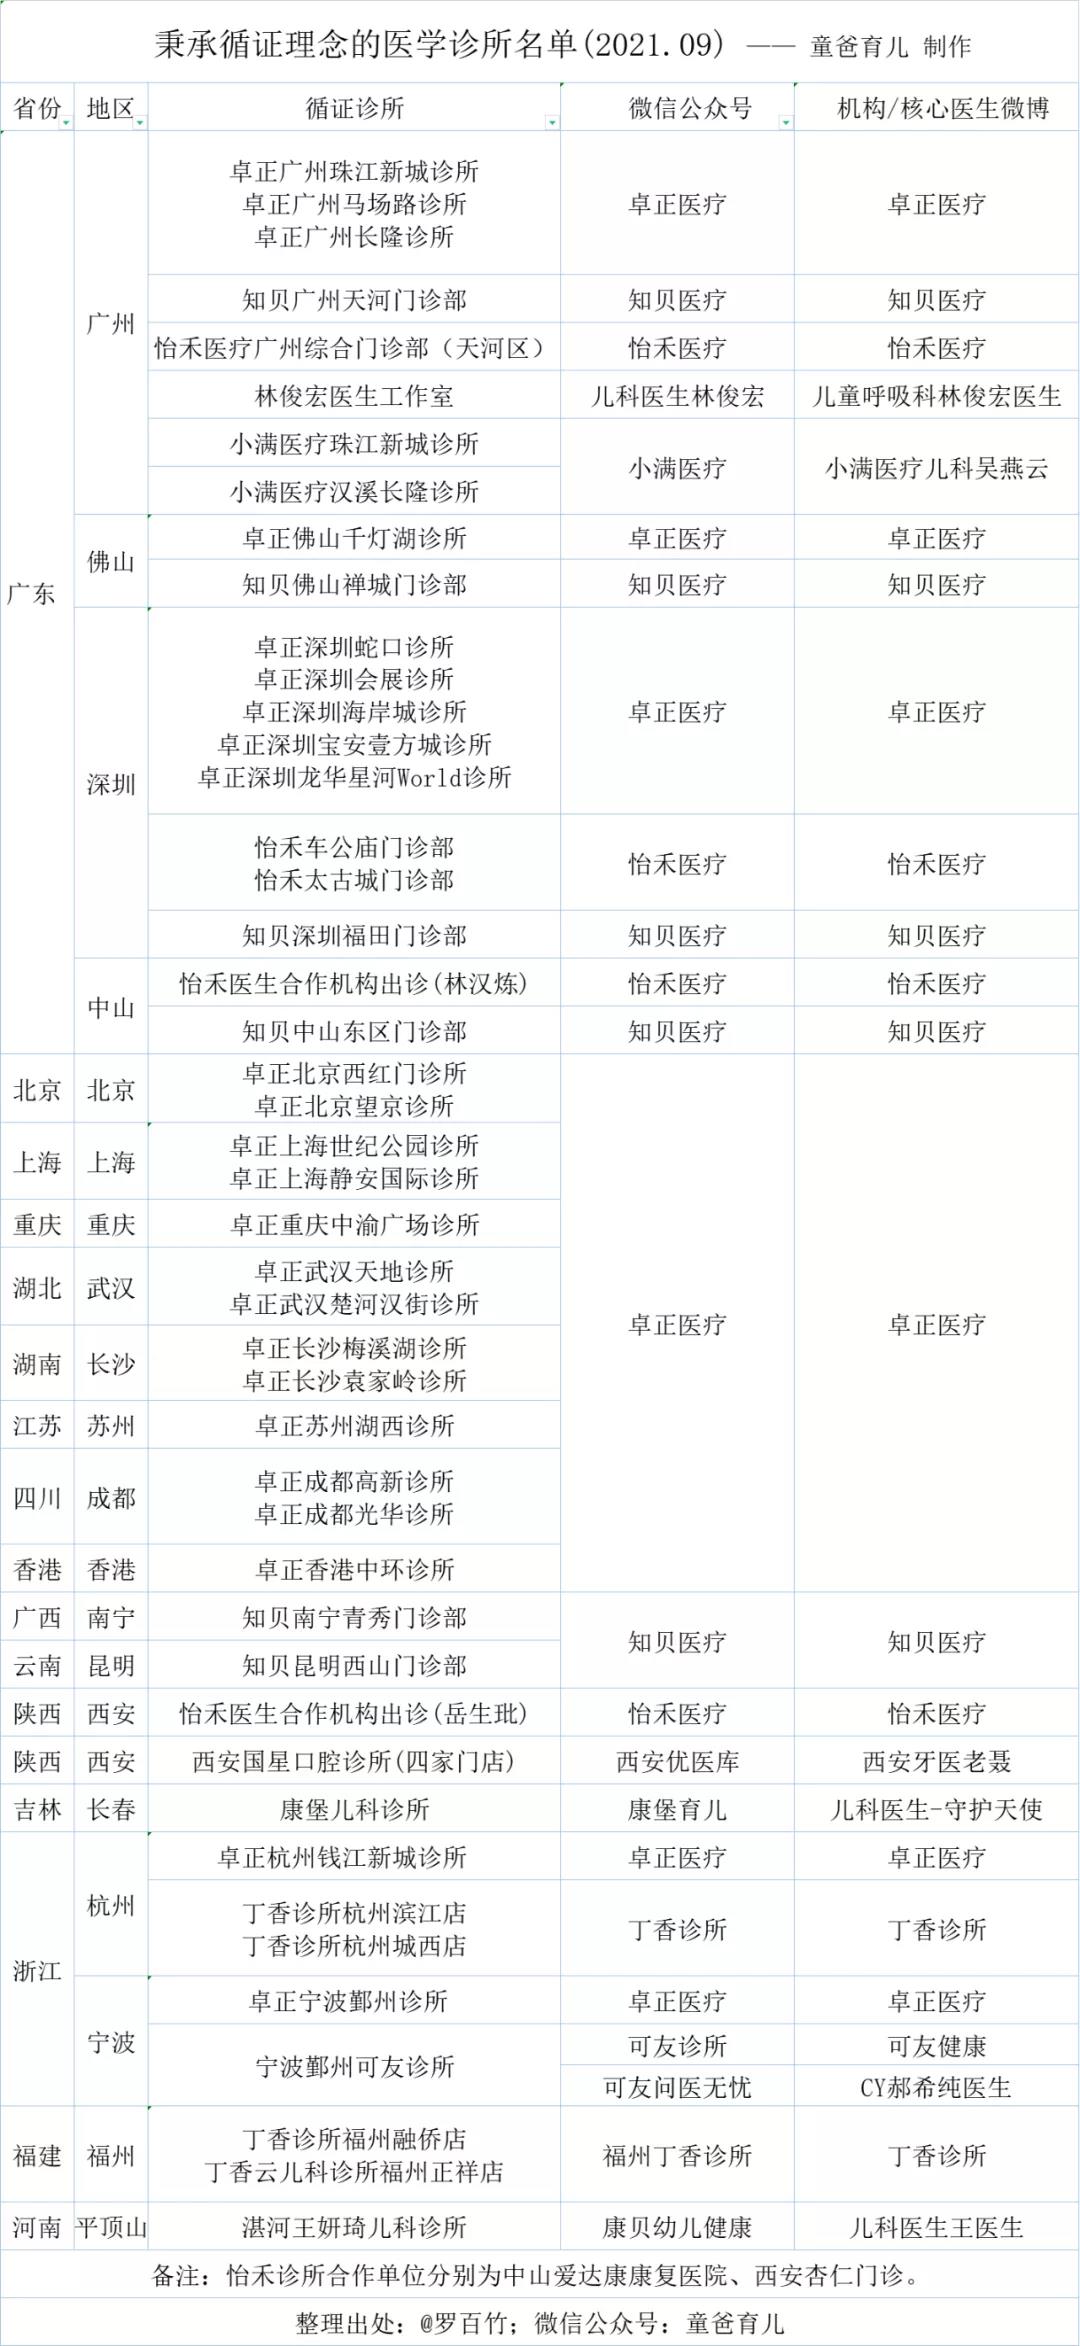 秉承循证理念的医学诊所名单(2021.09) —— 童爸育儿 制作
省份 地区 循证诊所 微信公众号 机构/核心医生微博
广东
广州
卓正广州珠江新城诊所
卓正广州马场路诊所
卓正广州长隆诊所
卓正医疗 卓正医疗
知贝广州天河门诊部 知贝医疗 知贝医疗
怡禾医疗广州综合门诊部（天河区） 怡禾医疗 怡禾医疗
林俊宏医生工作室 儿科医生林俊宏 儿童呼吸科林俊宏医生
小满医疗珠江新城诊所
小满医疗汉溪长隆诊所
小满医疗 小满医疗儿科吴燕云
佛山
卓正佛山千灯湖诊所 卓正医疗 卓正医疗
知贝佛山禅城门诊部 知贝医疗 知贝医疗
深圳
卓正深圳蛇口诊所
卓正深圳会展诊所
卓正深圳海岸城诊所
卓正深圳宝安壹方城诊所
卓正深圳龙华星河World诊所
卓正医疗 卓正医疗
怡禾车公庙门诊部
怡禾太古城门诊部
怡禾医疗 怡禾医疗
知贝深圳福田门诊部 知贝医疗 知贝医疗
中山
怡禾医生合作机构出诊(林汉炼) 怡禾医疗 怡禾医疗
知贝中山东区门诊部 知贝医疗 知贝医疗
北京 北京
卓正北京西红门诊所
卓正北京望京诊所
上海 上海
卓正上海世纪公园诊所
卓正上海静安国际诊所
重庆 重庆 卓正重庆中渝广场诊所
湖北 武汉
卓正武汉天地诊所
卓正武汉楚河汉街诊所
卓正医疗 卓正医疗
湖南 长沙
卓正长沙梅溪湖诊所
卓正长沙袁家岭诊所
江苏 苏州 卓正苏州湖西诊所
四川 成都
卓正成都高新诊所
卓正成都光华诊所
香港 香港 卓正香港中环诊所
广西 南宁 知贝南宁青秀门诊部
知贝医疗 知贝医疗
云南 昆明 知贝昆明西山门诊部
陕西 西安 怡禾医生合作机构出诊(岳生玭) 怡禾医疗 怡禾医疗
陕西 西安 西安国星口腔诊所(四家门店) 西安优医库 西安牙医老聂
吉林 长春 康堡儿科诊所 康堡育儿 儿科医生-守护天使
浙江
杭州
卓正杭州钱江新城诊所 卓正医疗 卓正医疗
丁香诊所杭州滨江店
丁香诊所杭州城西店
丁香诊所 丁香诊所
宁波
卓正宁波鄞州诊所 卓正医疗 卓正医疗
宁波鄞州可友诊所
可友诊所 可友健康
可友问医无忧 CY郝希纯医生
福建 福州
丁香诊所福州融侨店
丁香云儿科诊所福州正祥店
福州丁香诊所 丁香诊所
河南 平顶山 湛河王妍琦儿科诊所 康贝幼儿健康 儿科医生王医生
备注：怡禾诊所合作单位分别为中山爱达康康复医院、西安杏仁门诊。
整理出处：@罗百竹；微信公众号：童爸育儿